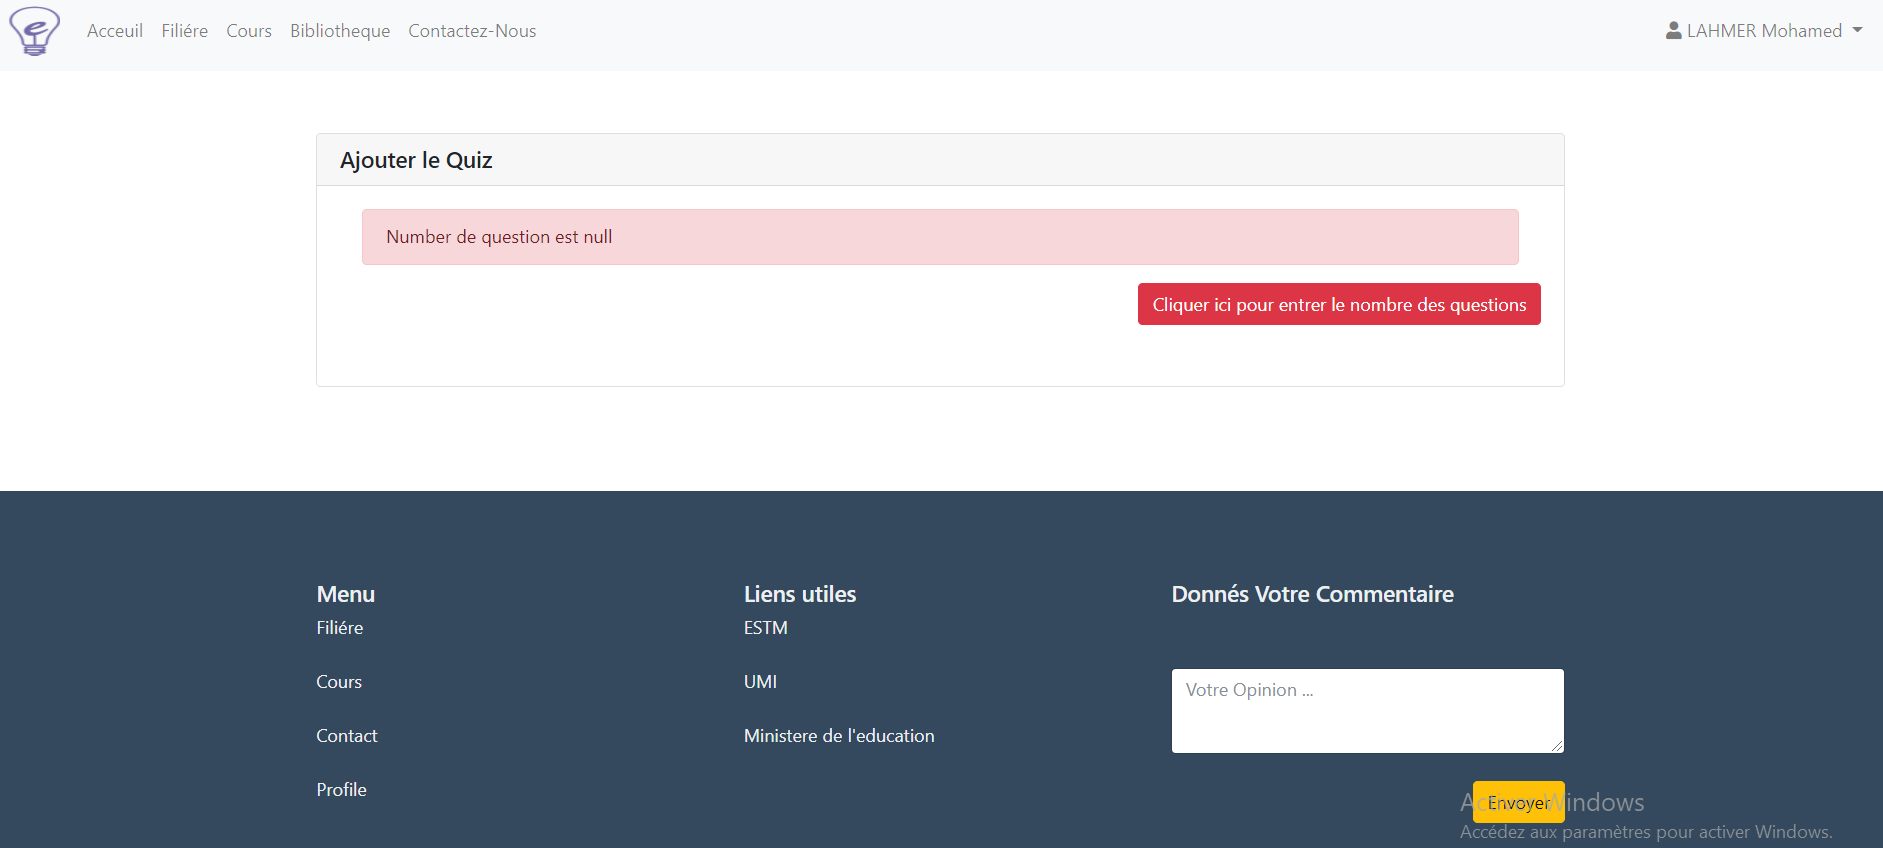 Acceuil Filiére Cours Bibliotheque Contactez-Nous LAHMER Mohamed
Ajouter le Quiz
Number de question est null
Cliquer ici pour entrer le nombre des questions
Menu
Filiére
Cours
Contact
Profile
Liens utiles
ESTM
UMI
Ministere de l'education
Donnés Votre Commentaire
Votre Opinion ...
Envoyer
Activer Windows
Accédez aux paramètres pour activer Windows.